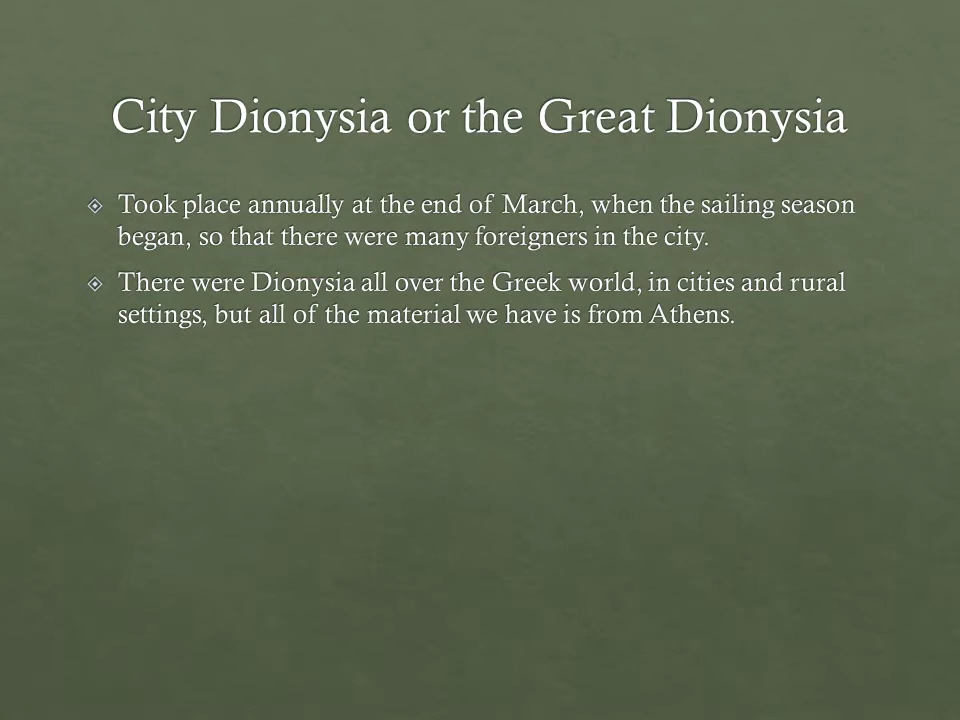 City Dionysia or the Great Dionysia
Took place annually at the end of March, when the sailing season
began, so that there were many foreigners in the city.
There were Dionysia all over the Greek world, in cities and rural
settings, but all of the material we have is from Athens.